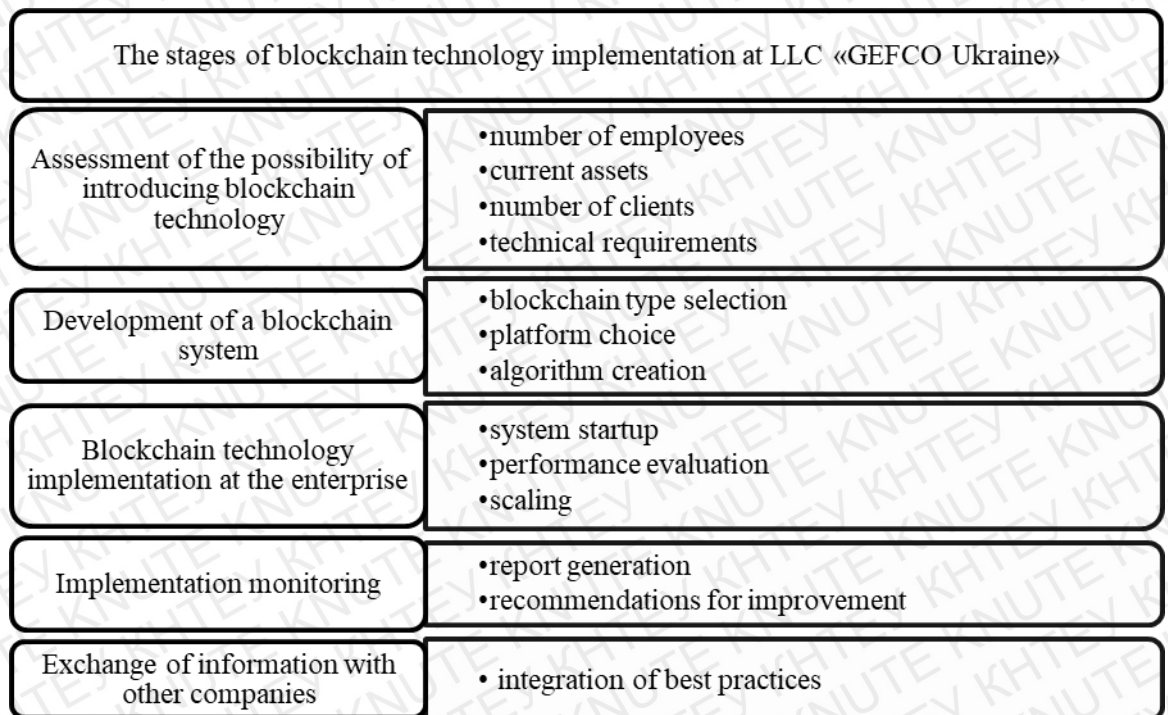 The stages of blockchain technology implementation at LLC «GEFCO Ukraine»
Assessment of the possibility of
introducing blockchain
technology
•number of employees
•current assets
•number of clients
•technical requirements
Development of a blockchain
system
•blockchain type selection
•platform choice
•algorithm creation
Blockchain technology
implementation at the enterprise
•system startup
•performance evaluation
•scaling
Implementation monitoring
•report generation
•recommendations for improvement
Exchange of information with
other companies
• integration of best practices
КНТЕУ KNUTE